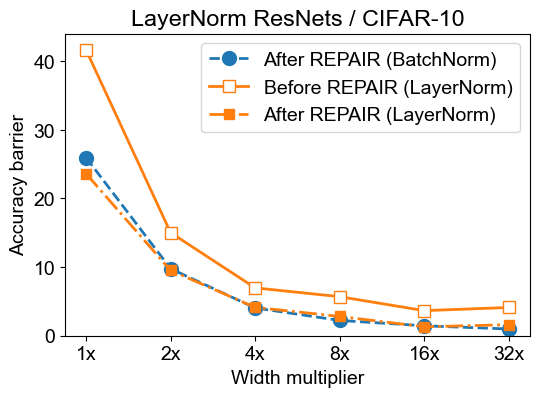 LayerNorm ResNets / CIFAR-10
After REPAIR (BatchNorm)
Before REPAIR (LayerNorm)
After REPAIR (LayerNorm)
Accuracy barrier
40
30
20
10
0
1x 2x 4x 8x 16x 32x
Width multiplier